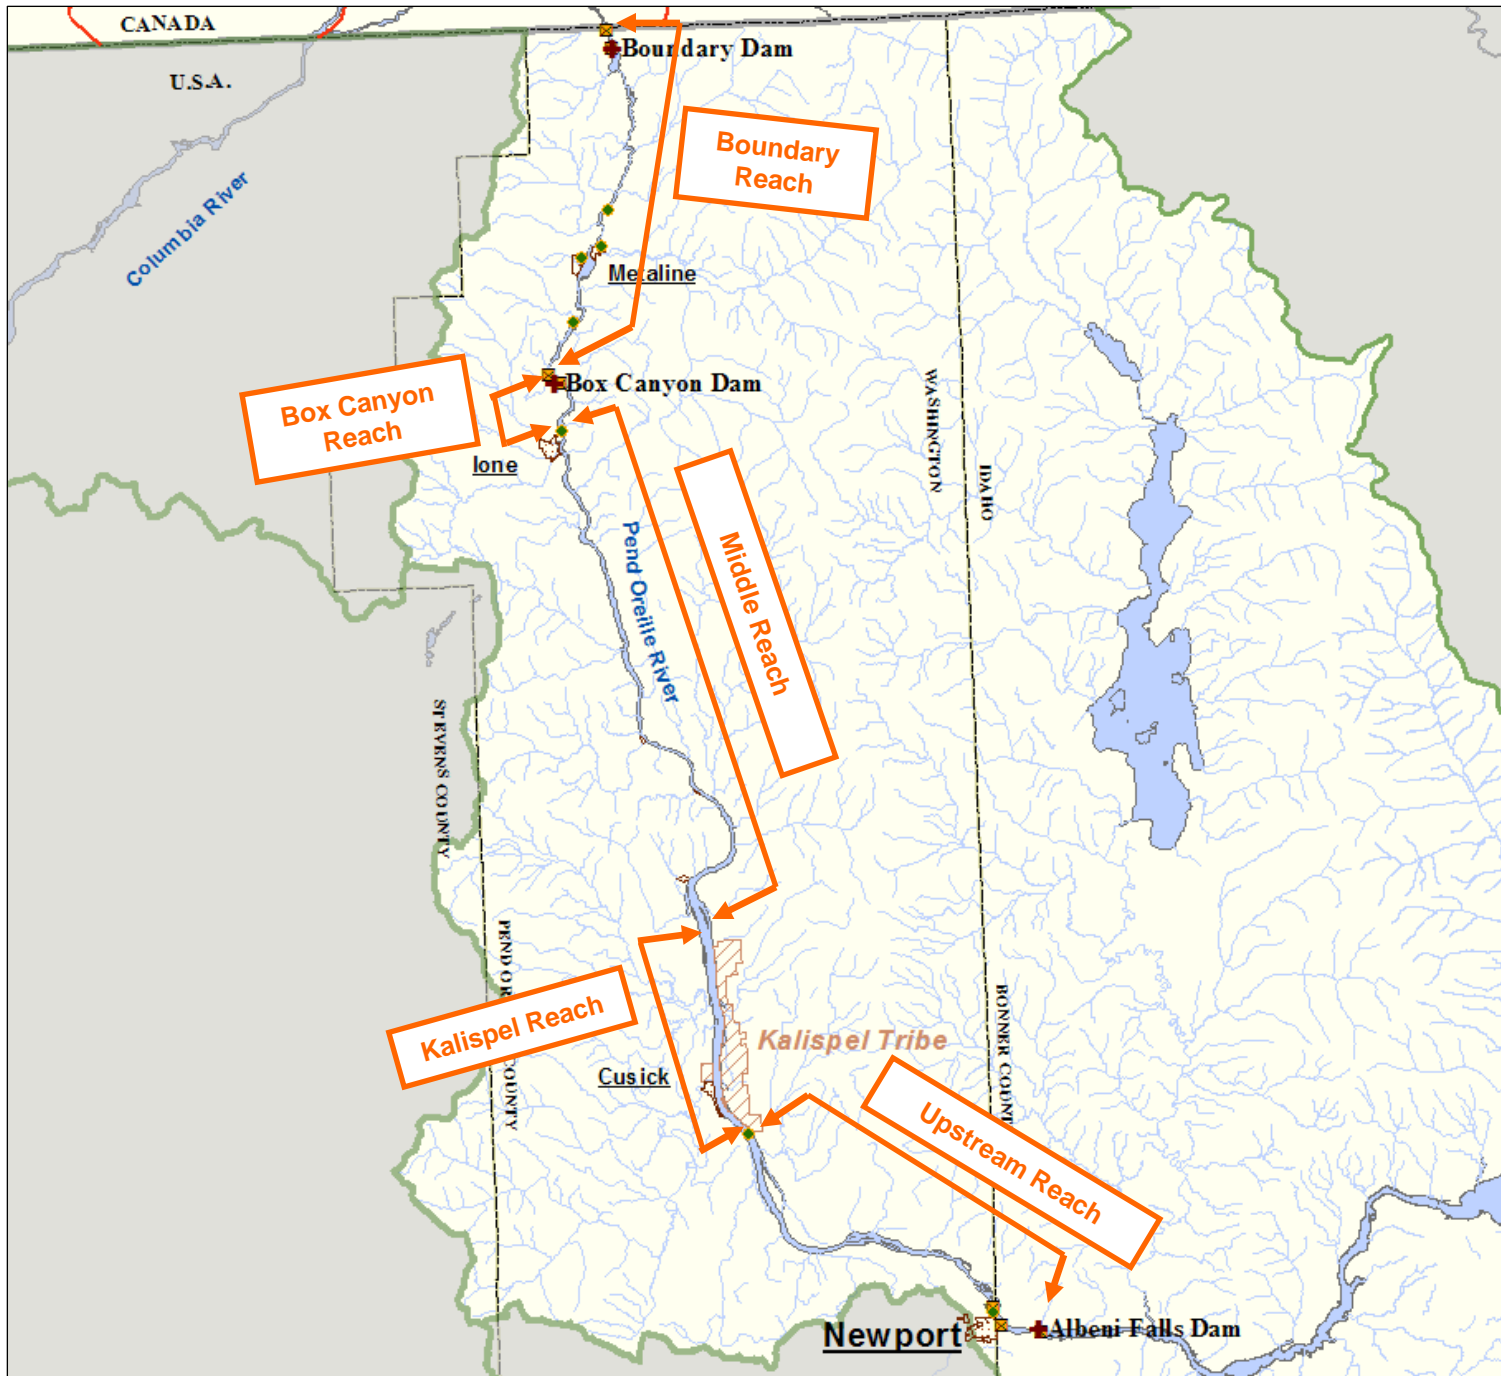 CANADA
U.S.A.
Boundary Dam
Boundary
Reach
Columbia River
Metaline
Box Canyon Dam
Box Canyon
Reach
Ione
WASHINGTON
IDAHO
Pend Oreille River
Middle Reach
STEVENS COUNTY
PEND OR
COUNTY
Kalispel Reach
Kalispel Tribe
Cusick
BONNER COUNT
Upstream Reach
Newport
Albeni Falls Dam